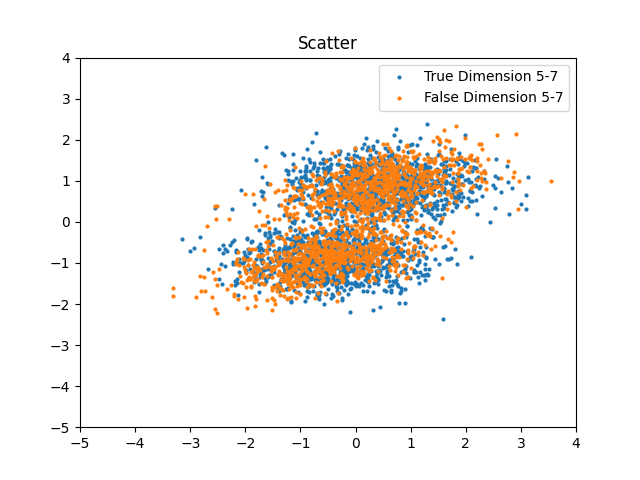 Scatter
True Dimension 5-7
False Dimension 5-7
4
3
2
1
0
−1
−2
−3
−4
−5
−5 −4 −3 −2 −1 0 1 2 3 4